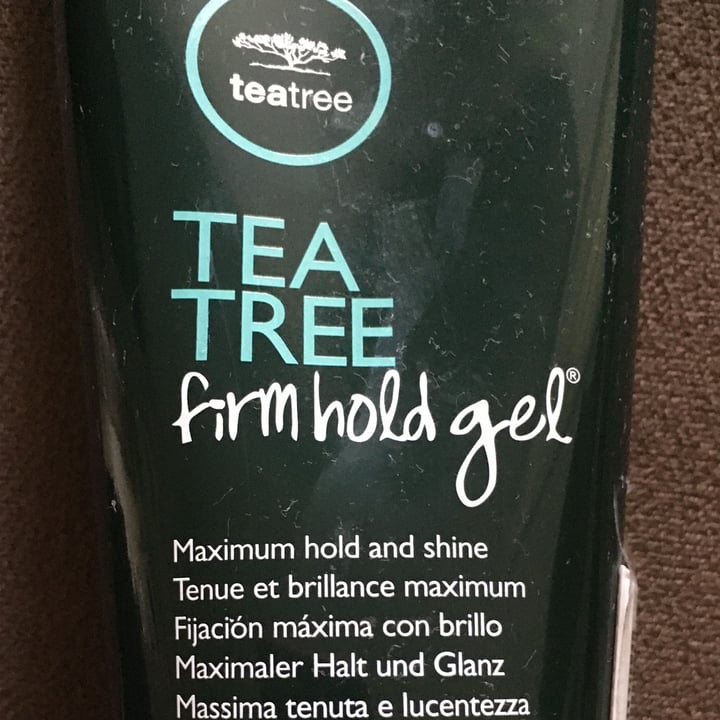 teatree
TEA
TREE
firm hold gel®
Maximum hold and shine
Tenue et brillance maximum
Fijación máxima con brillo
Maximaler Halt und Glanz
Massima tenuta e lucentezza